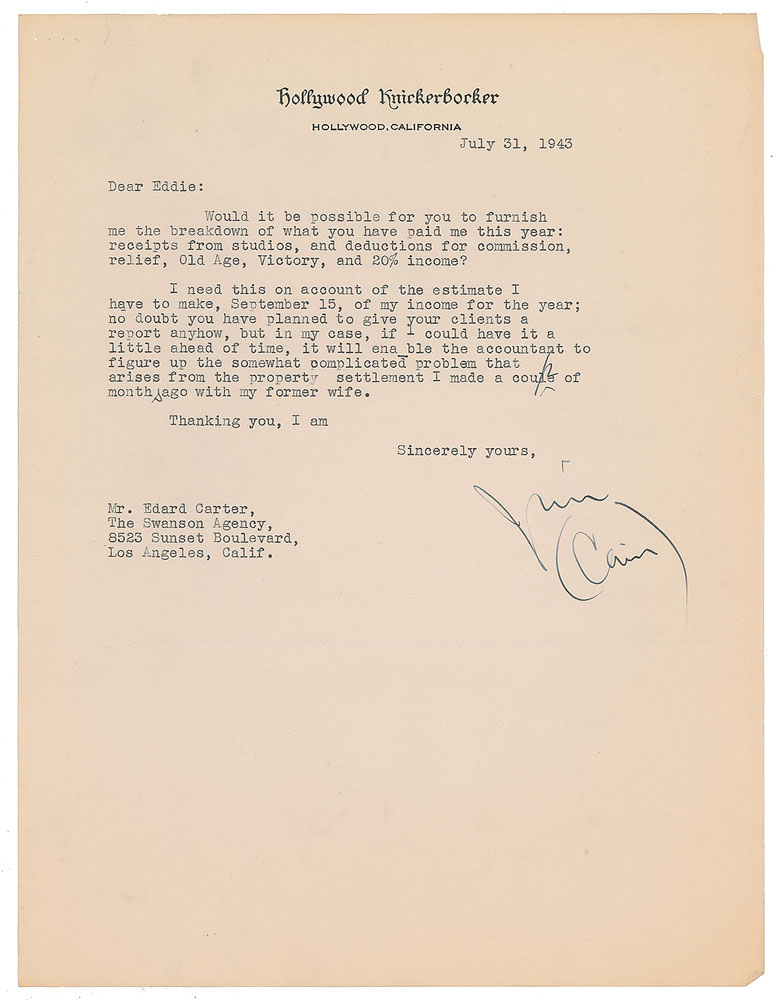 Hollywood Knickerbocker
HOLLYWOOD, CALIFORNIA
July 31, 1943
Dear Eddie:
Would it be possible for you to furnish
me the breakdown of what you have paid me this year:
receipts from studios, and deductions for commission,
relief, Old Age, Victory, and 20% income?
I need this on account of the estimate I
have to make, September 15, of my income for the year;
no doubt you have planned to give your clients a
report anyhow, but in my case, if I could have it a
little ahead of time, it will ena ble the accountant to
figure up the somewhat complicated problem that
arises from the property settlement I made a couple of
months ago with my former wife.
Thanking you, I am
Sincerely yours,
Jim
Cain
Mr. Edard Carter,
The Swanson Agency,
8523 Sunset Boulevard,
Los Angeles, Calif.